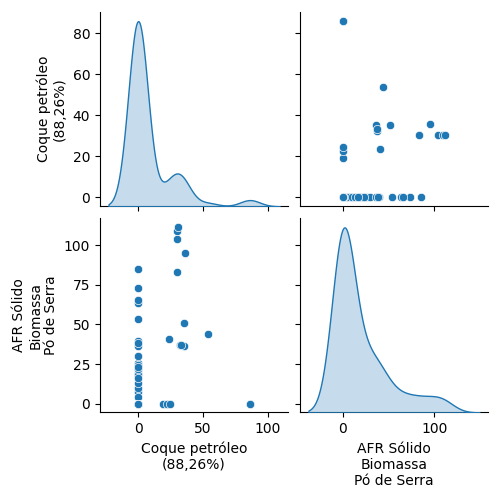 80
60
40
20
0
Coque petróleo
(88,26%)
100
75
50
25
0
AFR Sólido
Biomassa
Pó de Serra
0 50 100
Coque petróleo
(88,26%)
0 100
AFR Sólido
Biomassa
Pó de Serra